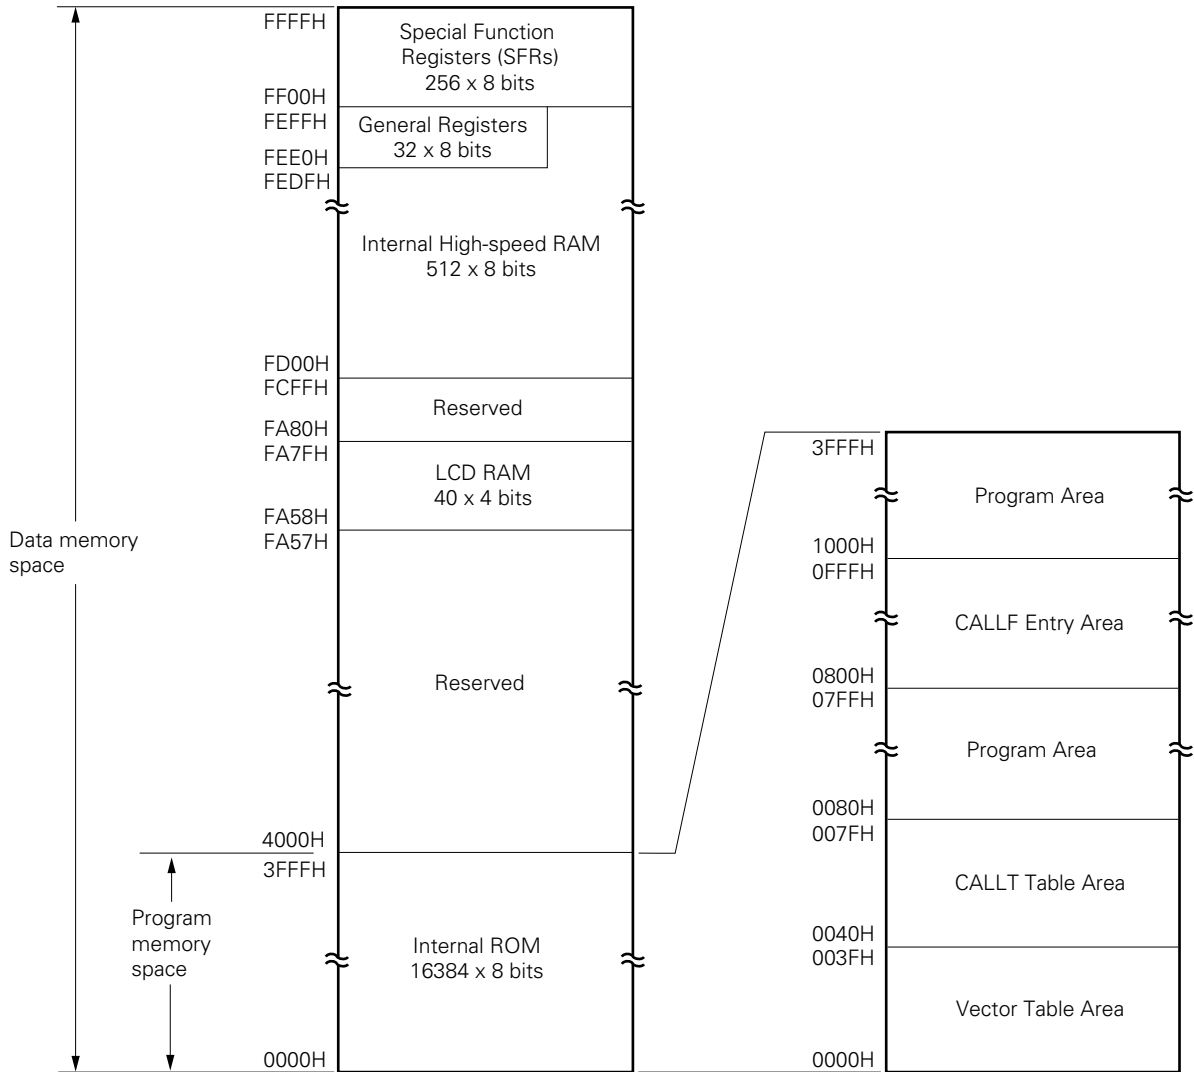 FFFFH
Special Function
Registers (SFRs)
256 x 8 bits
FF00H
FEFFH
General Registers
32 x 8 bits
FEE0H
FEDFH
Internal High-speed RAM
512 x 8 bits
FD00H
FCFFH
Reserved
FA80H
FA7FH
LCD RAM
40 x 4 bits
FA58H
FA57H
Data memory
space
Reserved
4000H
3FFFH
Program
memory
space
Internal ROM
16384 x 8 bits
0000H
3FFFH
Program Area
1000H
0FFFH
CALLF Entry Area
0800H
07FFH
Program Area
0080H
007FH
CALLT Table Area
0040H
003FH
Vector Table Area
0000H